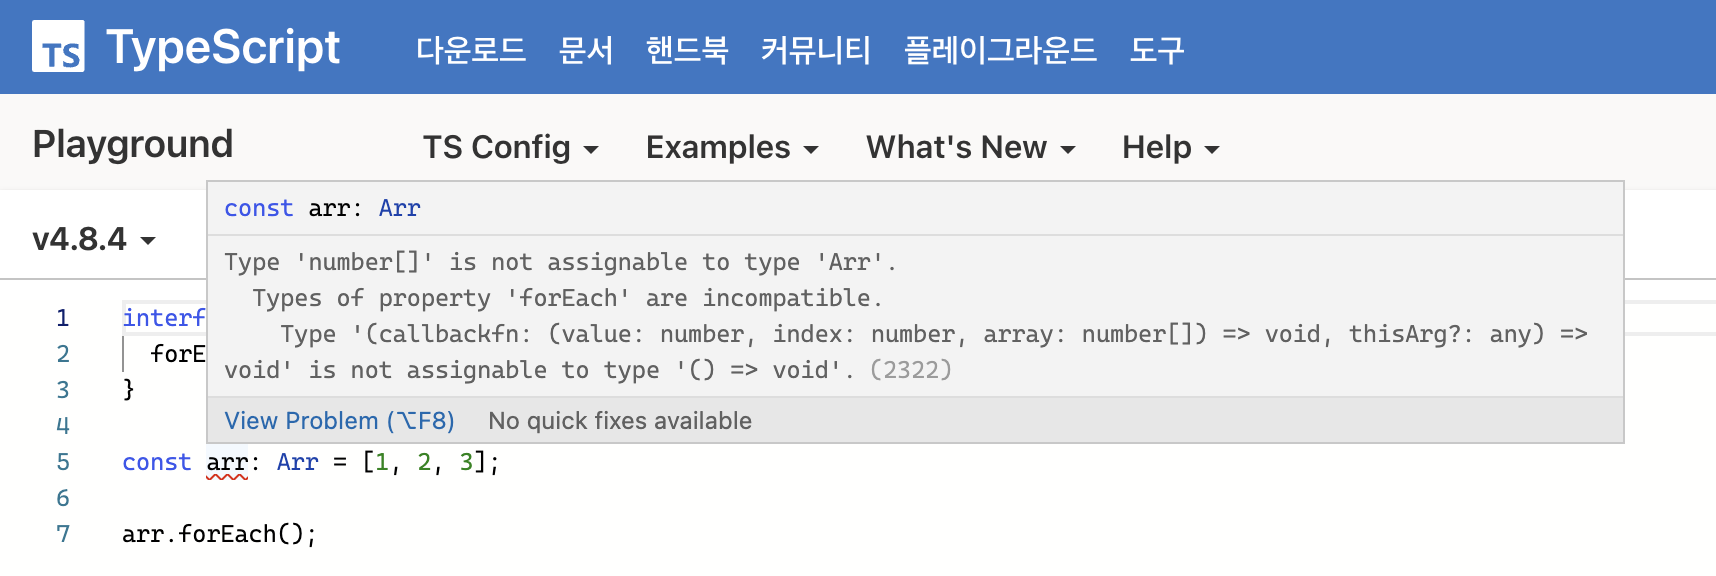 TS TypeScript 다운로드 문서 핸드북 커뮤니티 플레이그라운드 도구
Playground TS Config Examples What's New Help
v4.8.4
const arr: Arr
Type 'number[]' is not assignable to type 'Arr'.
Types of property 'forEach' are incompatible.
Type '(callbackfn: (value: number, index: number, array: number[]) => void, thisArg?: any) =>
void' is not assignable to type '() => void'. (2322)
View Problem (⌥F8) No quick fixes available
1 interf
2 forE
3 }
4
5 const arr: Arr = [1, 2, 3];
6
7 arr.forEach();